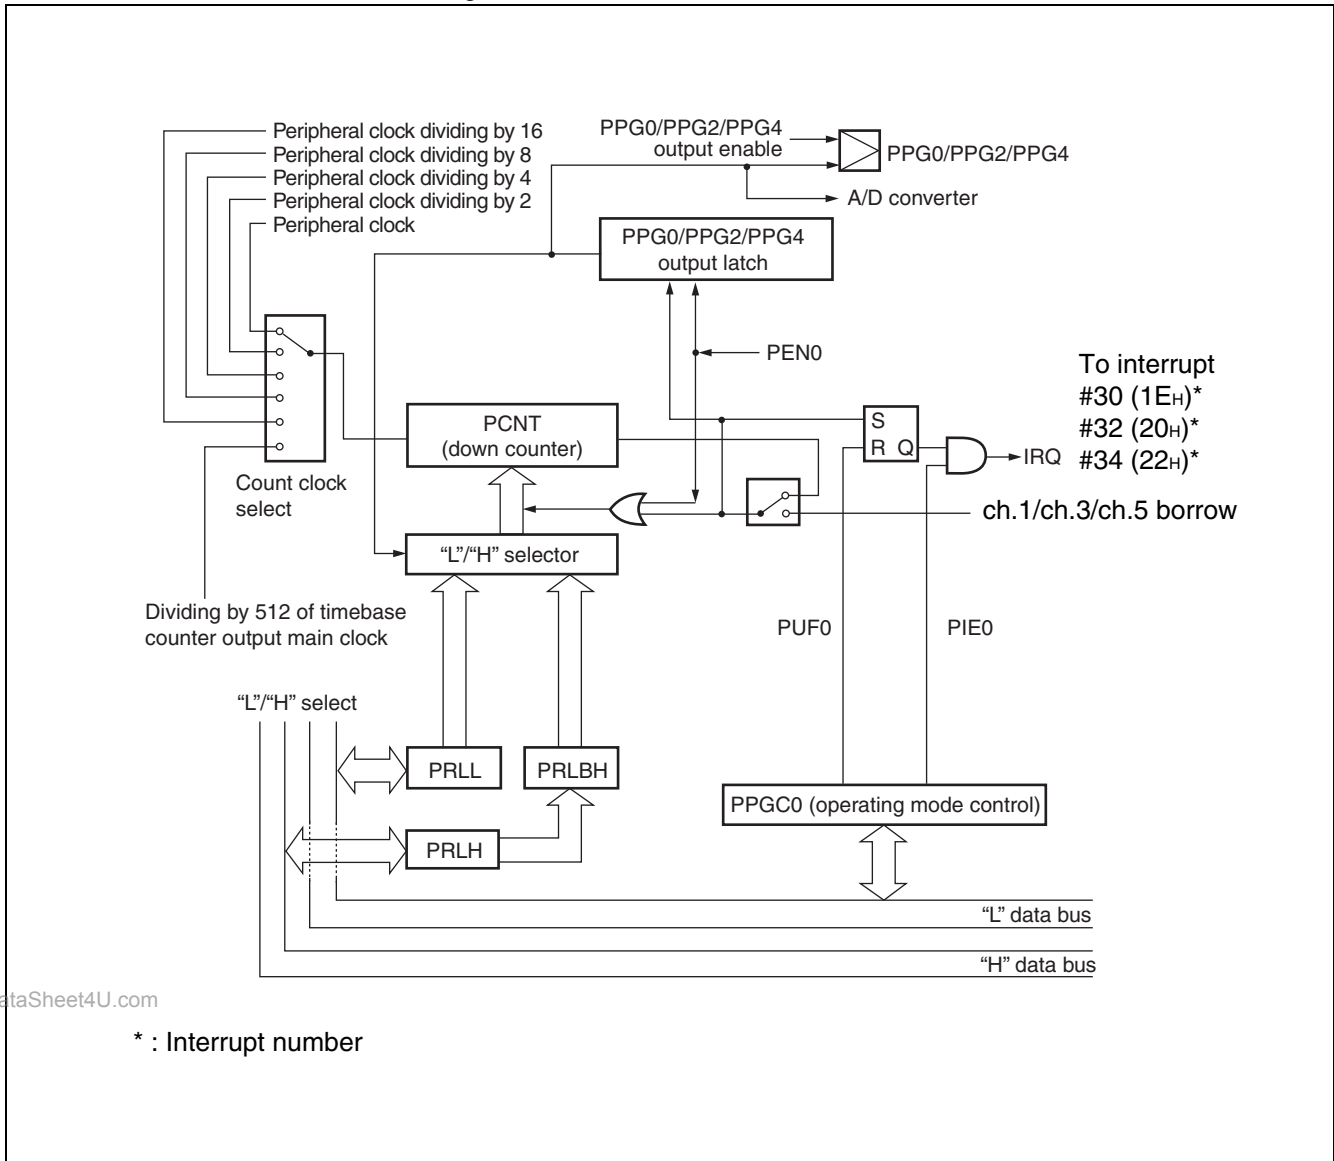 Peripheral clock dividing by 16
Peripheral clock dividing by 8
Peripheral clock dividing by 4
Peripheral clock dividing by 2
Peripheral clock
PPG0/PPG2/PPG4
output enable
PPG0/PPG2/PPG4
A/D converter
PPG0/PPG2/PPG4
output latch
PEN0
To interrupt
#30 (1EH)*
#32 (20H)*
#34 (22H)*
PCNT
(down counter)
S
R Q
IRQ
Count clock
select
ch.1/ch.3/ch.5 borrow
“L”/“H” selector
Dividing by 512 of timebase
counter output main clock
PUF0
PIE0
“L”/“H” select
PRLL
PRLBH
PPGC0 (operating mode control)
PRLH
“L” data bus
“H” data bus
ataSheet4U.com
* : Interrupt number